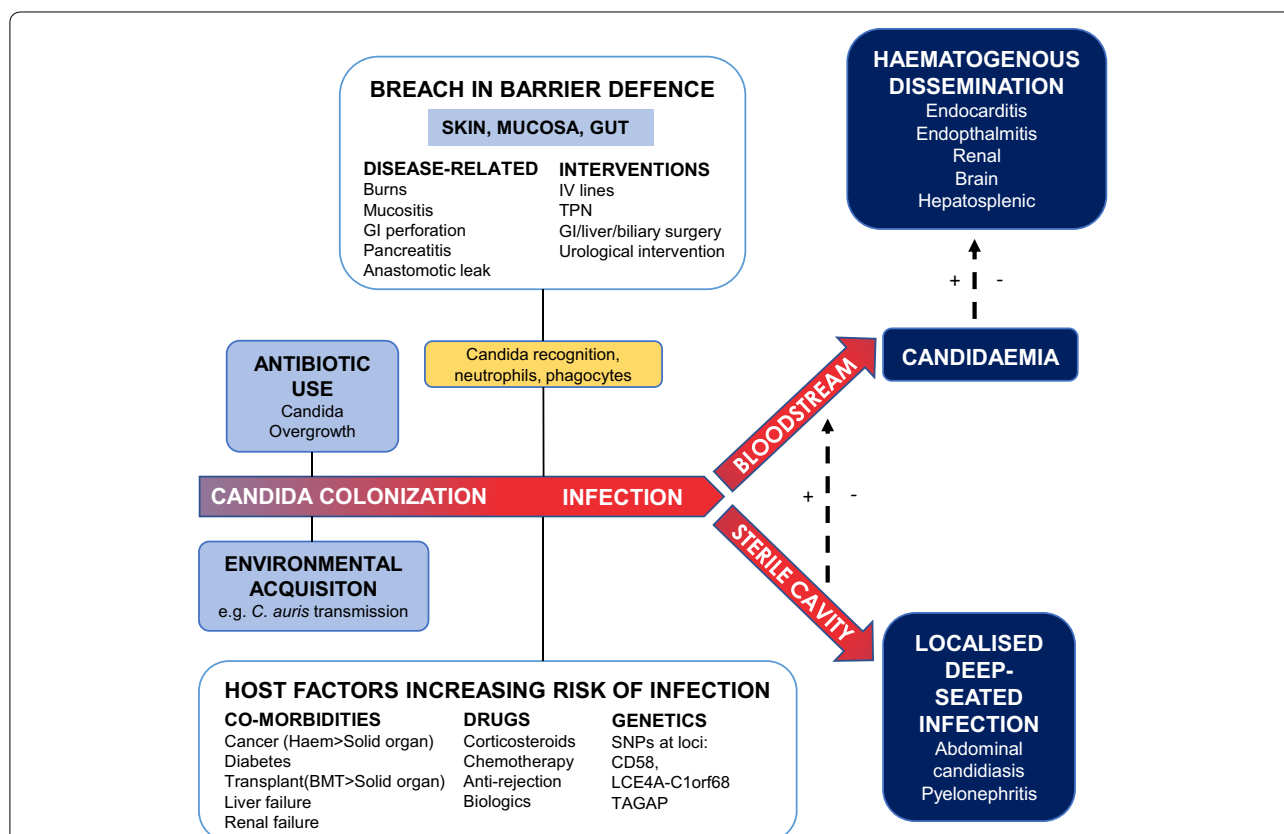 BREACH IN BARRIER DEFENCE
SKIN, MUCOSA, GUT
DISEASE-RELATED
Burns
Mucositis
GI perforation
Pancreatitis
Anastomotic leak
INTERVENTIONS
IV lines
TPN
GI/liver/biliary surgery
Urological intervention
HAEMATOGENOUS
DISSEMINATION
Endocarditis
Endopthalmitis
Renal
Brain
Hepatosplenic
+ -
ANTIBIOTIC
USE
Candida
Overgrowth
Candida recognition,
neutrophils, phagocytes
BLOODSTREAM
CANDIDAEMIA
CANDIDA COLONIZATION
INFECTION
+ -
STERILE CAVITY
ENVIRONMENTAL
ACQUISITON
e.g. C. auris transmission
LOCALISED
DEEP-
SEATED
INFECTION
Abdominal
candidiasis
Pyelonephritis
HOST FACTORS INCREASING RISK OF INFECTION
CO-MORBIDITIES
Cancer (Haem>Solid organ)
Diabetes
Transplant(BMT>Solid organ)
Liver failure
Renal failure
DRUGS
Corticosteroids
Chemotherapy
Anti-rejection
Biologics
GENETICS
SNPs at loci:
CD58,
LCE4A-C1orf68
TAGAP